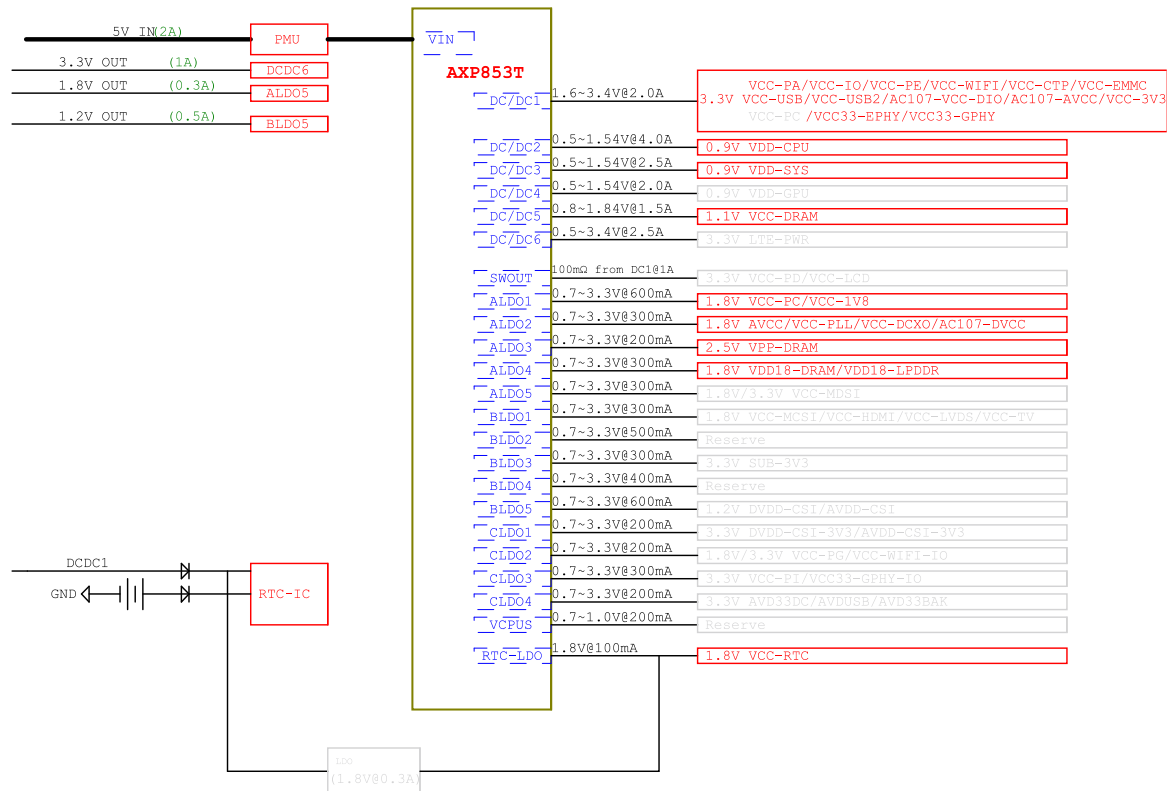 5V IN(2A)
PMU
3.3V OUT (1A)
DCDC6
1.8V OUT (0.3A)
ALDO5
1.2V OUT (0.5A)
BLDO5
VIN
AXP853T
DC/DC1 1.6~3.4V@2.0A
VCC-PA/VCC-IO/VCC-PE/VCC-WIFI/VCC-CTP/VCC-EMMC
3.3V VCC-USB/VCC-USB2/AC107-VCC-DIO/AC107-AVCC/VCC-3V3
VCC-PC /VCC33-EPHY/VCC33-GPHY
DC/DC2 0.5~1.54V@4.0A 0.9V VDD-CPU
DC/DC3 0.5~1.54V@2.5A 0.9V VDD-SYS
DC/DC4 0.5~1.54V@2.0A 0.9V VDD-GPU
DC/DC5 0.8~1.84V@1.5A 1.1V VCC-DRAM
DC/DC6 0.5~3.4V@2.5A 3.3V LTE-PWR
SWOUT 100mΩ from DC1@1A 3.3V VCC-PD/VCC-LCD
ALDO1 0.7~3.3V@600mA 1.8V VCC-PC/VCC-1V8
ALDO2 0.7~3.3V@300mA 1.8V AVCC/VCC-PLL/VCC-DCXO/AC107-DVCC
ALDO3 0.7~3.3V@200mA 2.5V VPP-DRAM
ALDO4 0.7~3.3V@300mA 1.8V VDD18-DRAM/VDD18-LPDDR
ALDO5 0.7~3.3V@300mA 1.8V/3.3V VCC-MDSI
BLDO1 0.7~3.3V@300mA 1.8V VCC-MCSI/VCC-HDMI/VCC-LVDS/VCC-TV
BLDO2 0.7~3.3V@500mA Reserve
BLDO3 0.7~3.3V@300mA 3.3V SUB-3V3
BLDO4 0.7~3.3V@400mA Reserve
BLDO5 0.7~3.3V@600mA 1.2V DVDD-CSI/AVDD-CSI
CLDO1 0.7~3.3V@200mA 3.3V DVDD-CSI-3V3/AVDD-CSI-3V3
CLDO2 0.7~3.3V@200mA 1.8V/3.3V VCC-PG/VCC-WIFI-IO
CLDO3 0.7~3.3V@300mA 3.3V VCC-PI/VCC33-GPHY-IO
CLDO4 0.7~3.3V@200mA 3.3V AVD33DC/AVDUSB/AVD33BAK
VCPUS 0.7~1.0V@200mA Reserve
RTC-LDO 1.8V@100mA 1.8V VCC-RTC
DCDC1
GND
RTC-IC
LDO
(1.8V@0.3A)